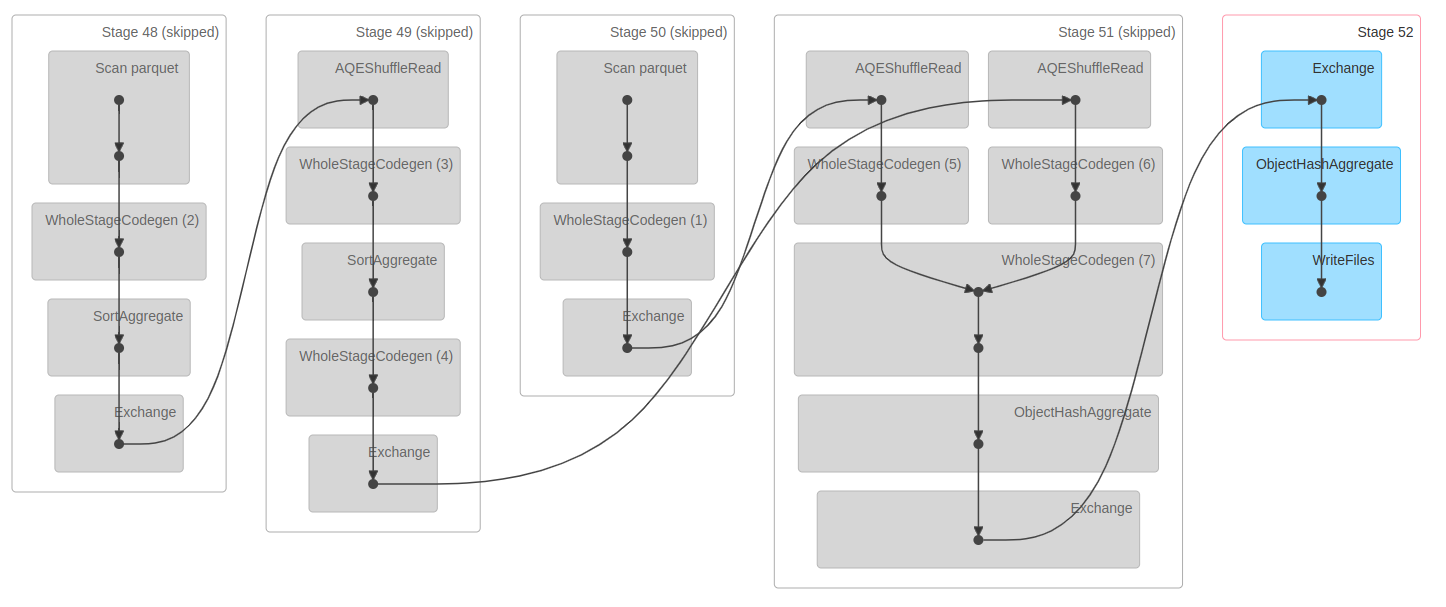 Stage 48 (skipped)
Scan parquet
WholeStageCodegen (2)
SortAggregate
Exchange
Stage 49 (skipped)
AQEShuffleRead
WholeStageCodegen (3)
SortAggregate
WholeStageCodegen (4)
Exchange
Stage 50 (skipped)
Scan parquet
WholeStageCodegen (1)
Exchange
Stage 51 (skipped)
AQEShuffleRead
AQEShuffleRead
WholeStageCodegen (5)
WholeStageCodegen (6)
WholeStageCodegen (7)
ObjectHashAggregate
Exchange
Stage 52
Exchange
ObjectHashAggregate
WriteFiles